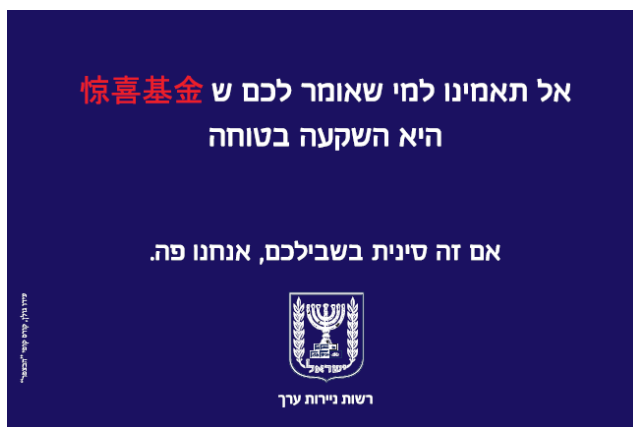 אל תאמינו למי שאומר לכם ש 惊喜基金
היא השקעה בטוחה
אם זה סינית בשבילכם, אנחנו פה.
ישראל
רשות ניירות ערך